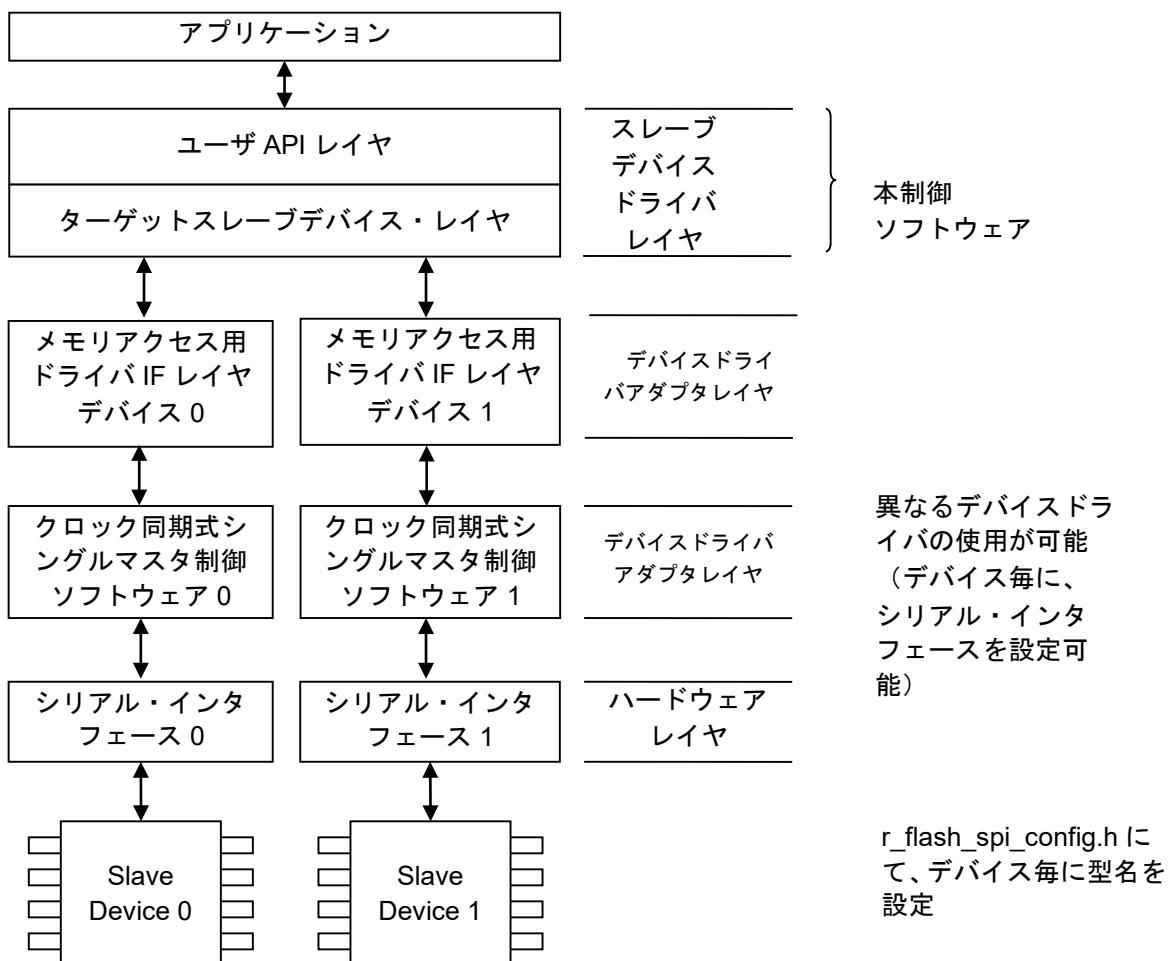 アプリケーション
ユーザ API レイヤ
ターゲットスレーブデバイス・レイヤ
スレーブ
デバイス
ドライバ
レイヤ
本制御
ソフトウェア
メモリアクセス用
ドライバ IF レイヤ
デバイス 0
メモリアクセス用
ドライバ IF レイヤ
デバイス 1
デバイスドライ
バアダプタレイヤ
クロック同期式シ
ングルマスタ制御
ソフトウェア 0
クロック同期式シ
ングルマスタ制御
ソフトウェア 1
デバイスドライバ
アダプタレイヤ
異なるデバイスドラ
イバの使用が可能
（デバイス毎に、
シリアル・インタ
フェースを設定可
能）
シリアル・インタ
フェース 0
シリアル・インタ
フェース 1
ハードウェア
レイヤ
Slave
Device 0
Slave
Device 1
r_flash_spi_config.h に
て、デバイス毎に型名を
設定